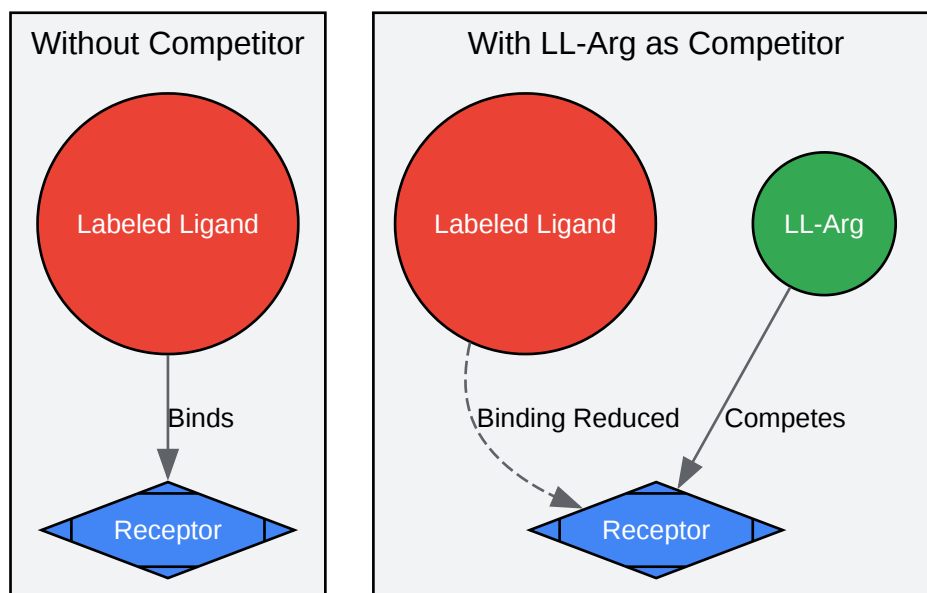 Without Competitor
Labeled Ligand
Binds
Receptor
With LL-Arg as Competitor
Labeled Ligand
LL-Arg
Binding Reduced
Competes
Receptor